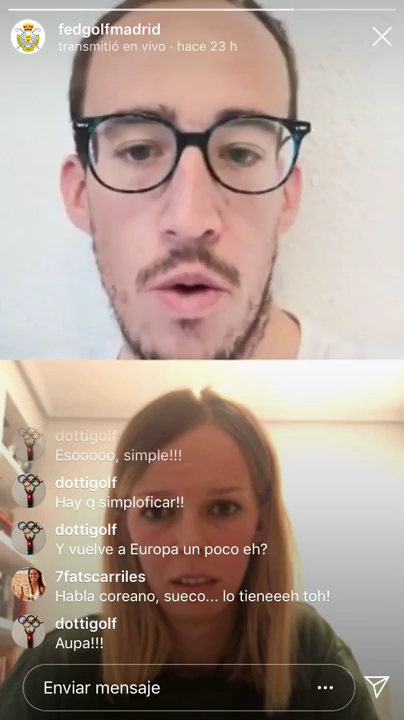 fedgolfmadrid
transmitió en vivo · hace 23 h
dottigolf
Esooooo, simple!!!
dottigolf
Hay q simploficar!!
dottigolf
Y vuelve a Europa un poco eh?
7fatscarriles
Habla coreano, sueco... lo tieneeeh toh!
dottigolf
Aupa!!!
Enviar mensaje